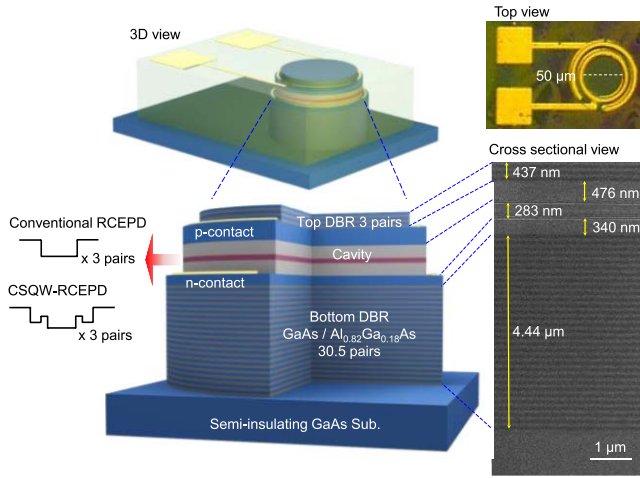 3D view
Top view
50 μm
Cross sectional view
437 nm
476 nm
283 nm
340 nm
4.44 μm
1 μm
Top DBR 3 pairs
p-contact
Cavity
n-contact
Bottom DBR
GaAs / Al₀.₈₂Ga₀.₁₈As
30.5 pairs
Semi-insulating GaAs Sub.
Conventional RCEPD
x 3 pairs
CSQW-RCEPD
x 3 pairs